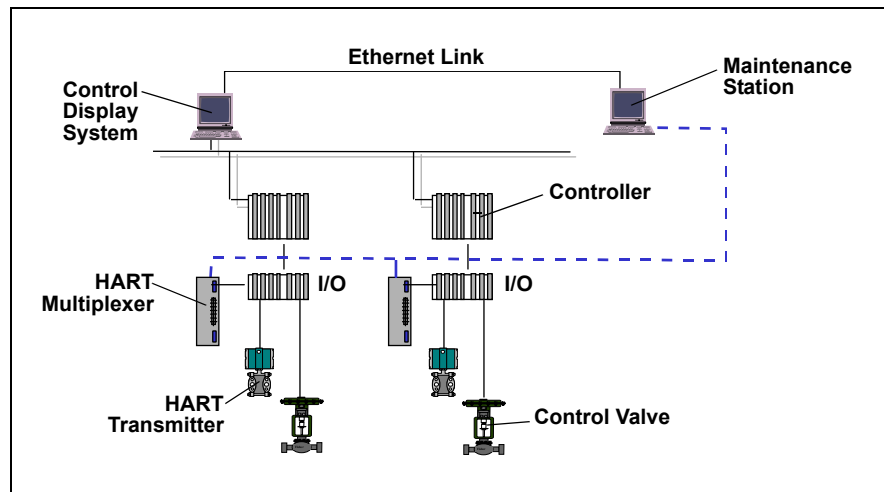 Ethernet Link
Control
Display
System
Maintenance
Station
Controller
HART
Multiplexer
I/O
I/O
HART
Transmitter
Control Valve